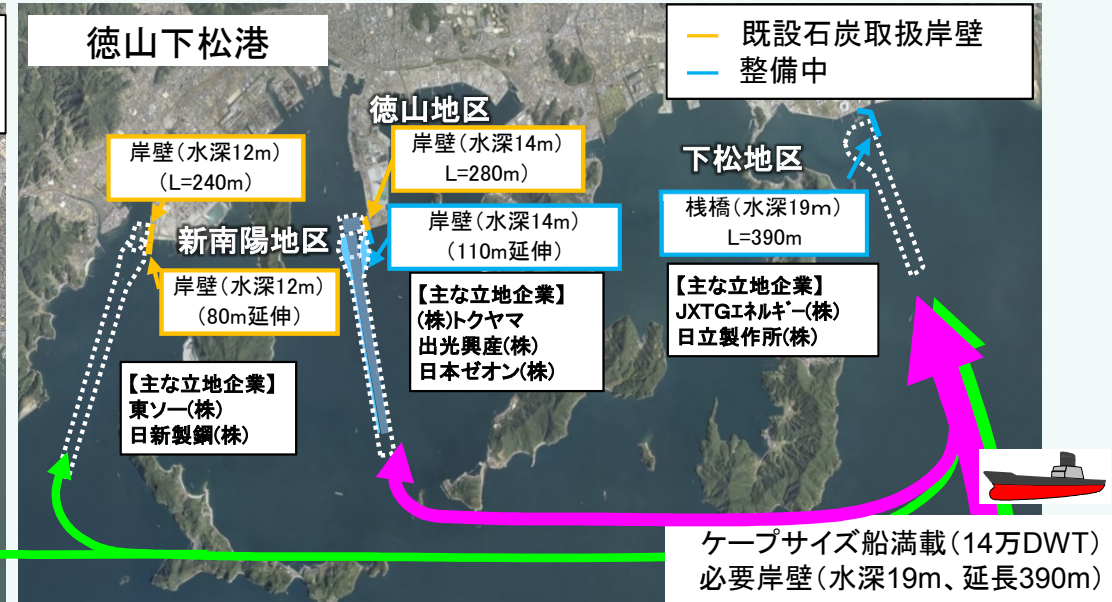 徳山下松港
既設石炭取扱岸壁
整備中
徳山地区
岸壁(水深12m)
(L=240m)
岸壁(水深14m)
L=280m)
下松地区
新南陽地区
岸壁(水深14m)
(110m延伸)
桟橋(水深19m)
L=390m
岸壁(水深12m)
(80m延伸)
【主な立地企業】
(株)トクヤマ
出光興産(株)
日本ゼオン(株)
【主な立地企業】
JXTGエネルギー(株)
日立製作所(株)
【主な立地企業】
東ソー(株)
日新製鋼(株)
ケープサイズ船満載(14万DWT)
必要岸壁(水深19m、延長390m)